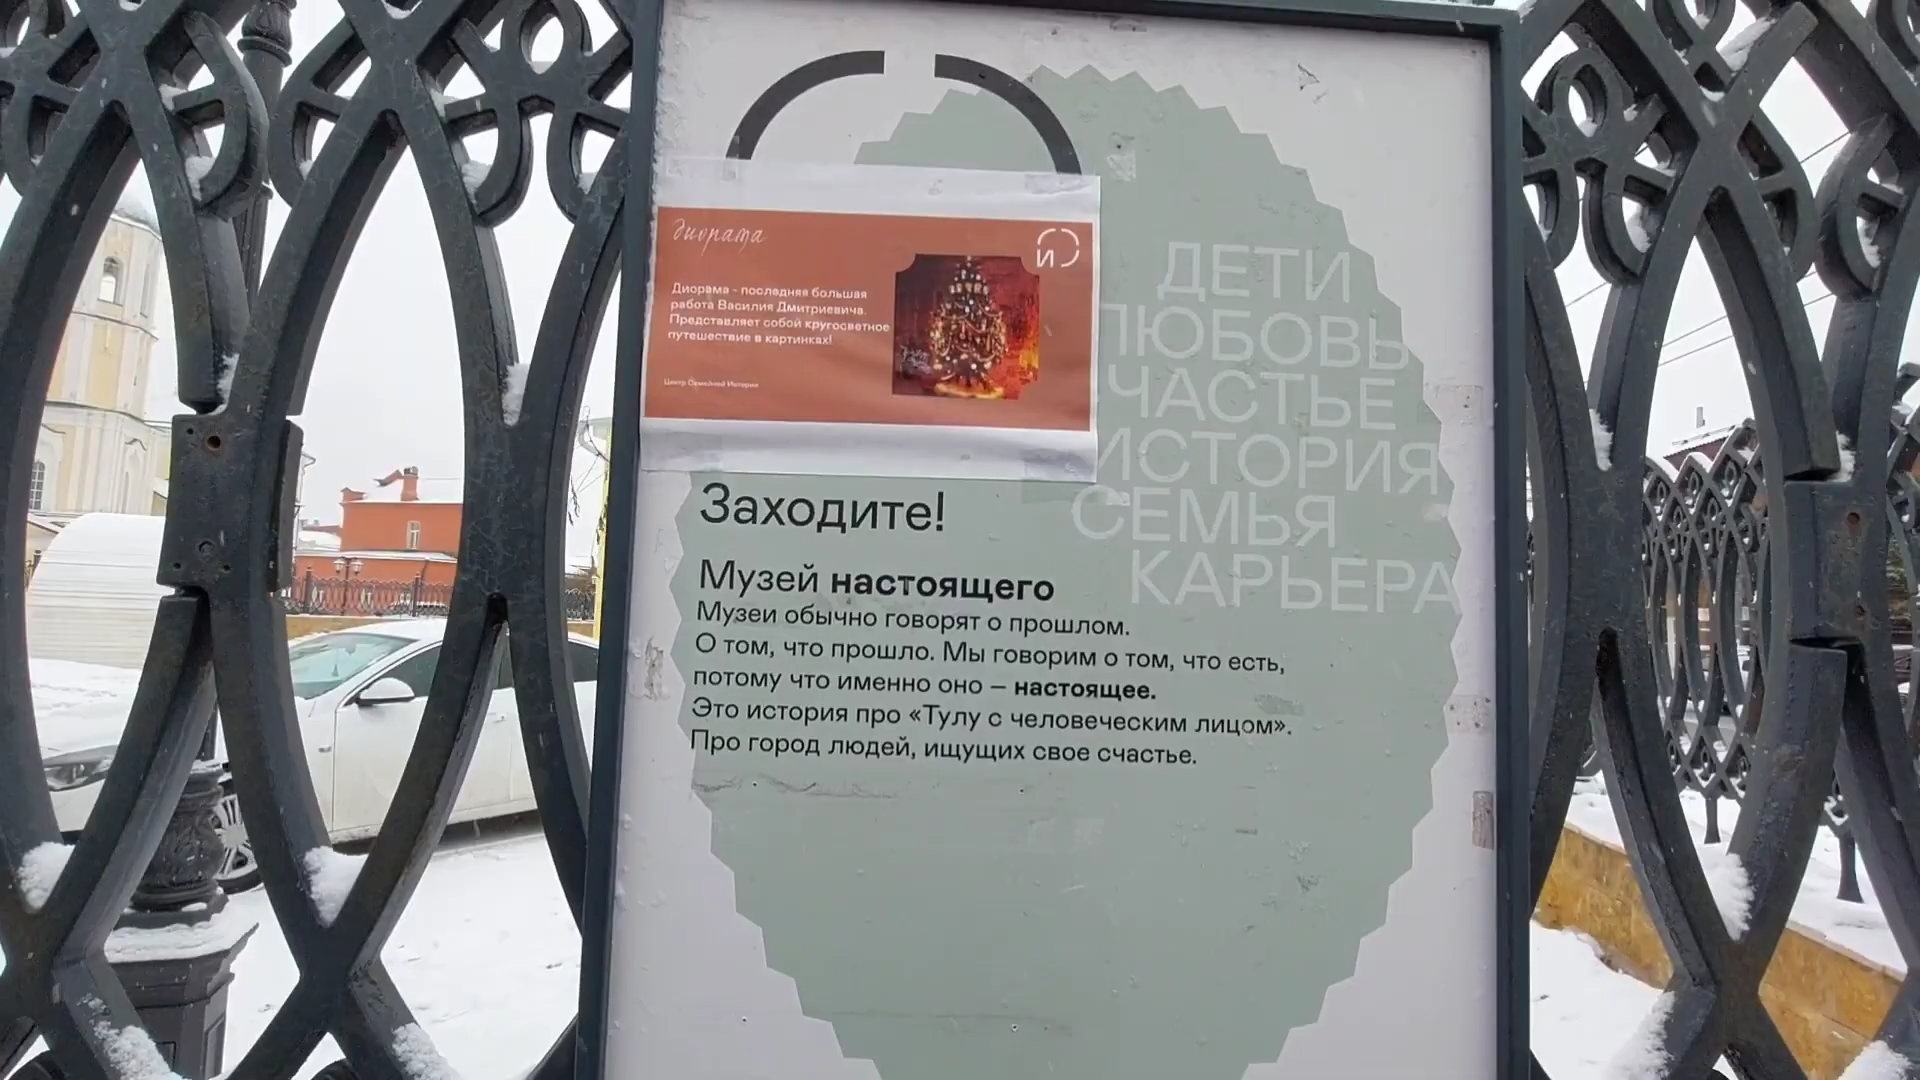 диорама
И
Диорама - последняя большая
работа Василия Дмитриевича.
Представляет собой кругосветное
путешествие в картинках!
Центр Семейной Истории
ДЕТИ
ЛЮБОВЬ
СЧАСТЬЕ
ИСТОРИЯ
СЕМЬЯ
КАРЬЕРА
Заходите!
Музей настоящего
Музеи обычно говорят о прошлом.
О том, что прошло. Мы говорим о том, что есть,
потому что именно оно – настоящее.
Это история про «Тулу с человеческим лицом».
Про город людей, ищущих свое счастье.